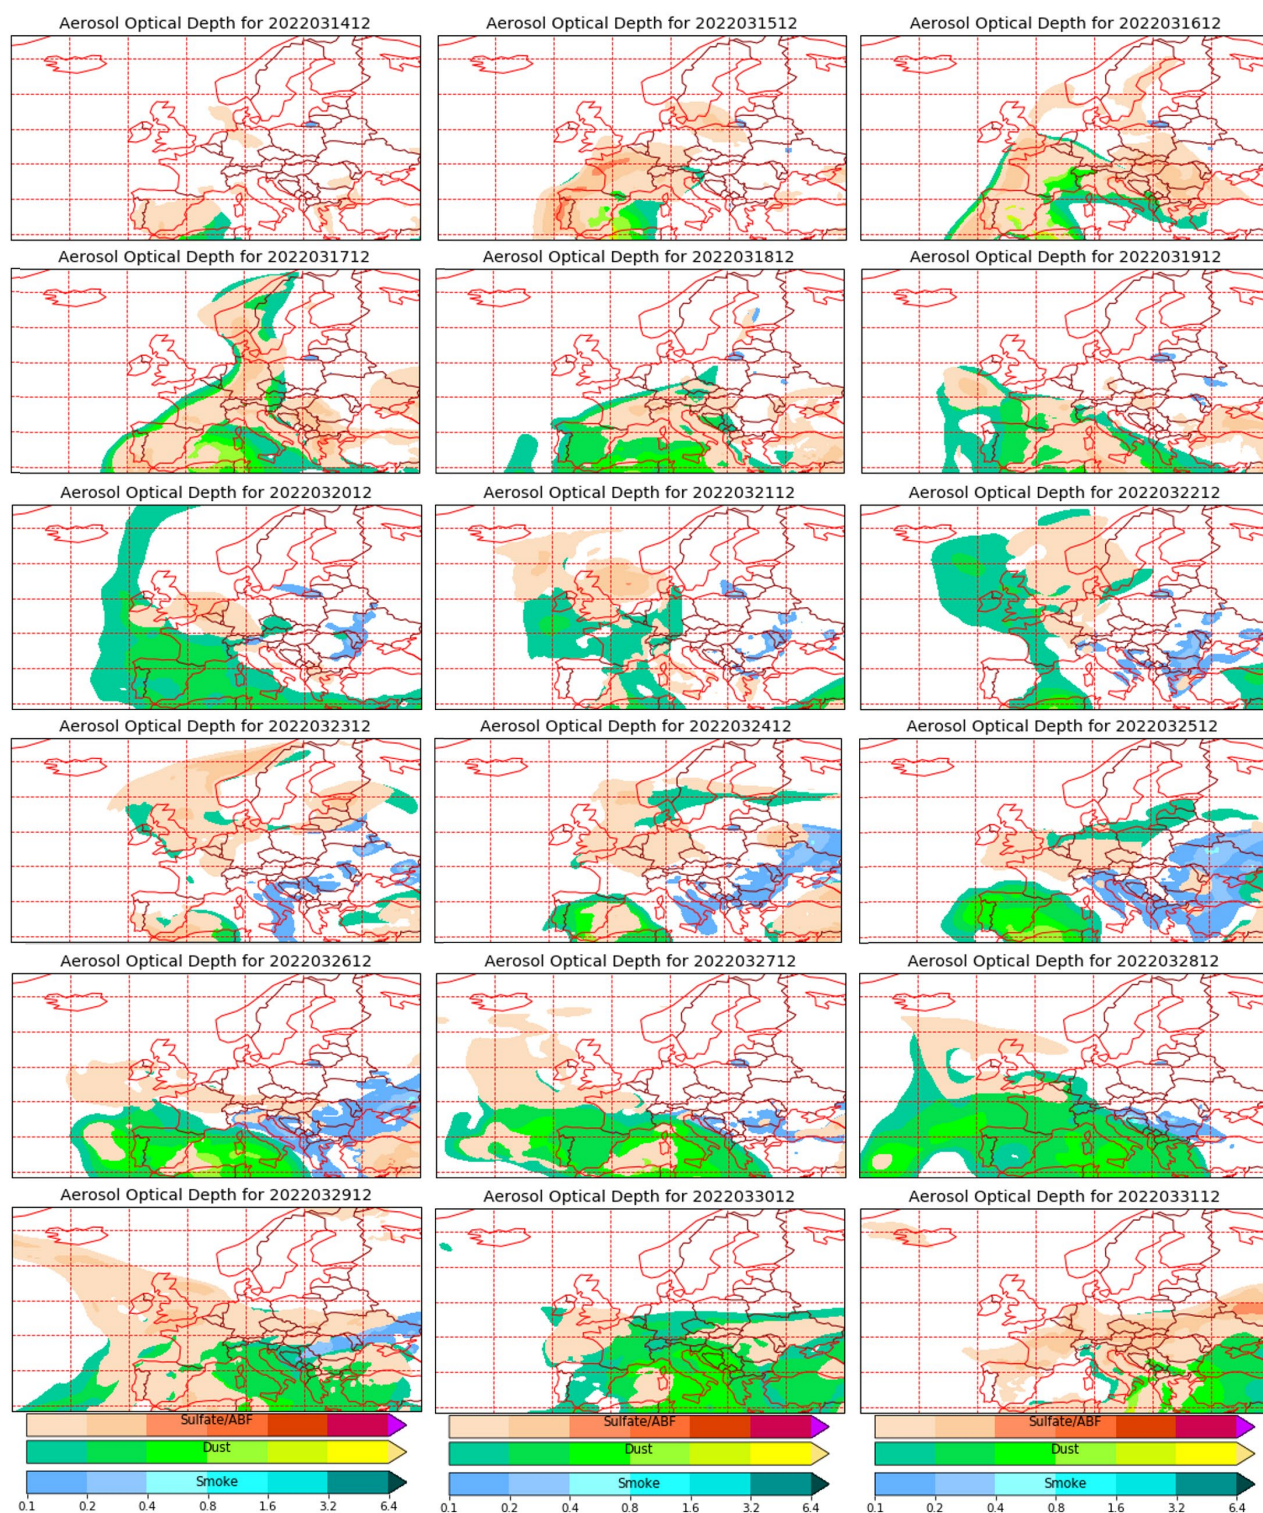 Aerosol Optical Depth for 2022031412
Aerosol Optical Depth for 2022031512
Aerosol Optical Depth for 2022031612
Aerosol Optical Depth for 2022031712
Aerosol Optical Depth for 2022031812
Aerosol Optical Depth for 2022031912
Aerosol Optical Depth for 2022032012
Aerosol Optical Depth for 2022032112
Aerosol Optical Depth for 2022032212
Aerosol Optical Depth for 2022032312
Aerosol Optical Depth for 2022032412
Aerosol Optical Depth for 2022032512
Aerosol Optical Depth for 2022032612
Aerosol Optical Depth for 2022032712
Aerosol Optical Depth for 2022032812
Aerosol Optical Depth for 2022032912
Aerosol Optical Depth for 2022033012
Aerosol Optical Depth for 2022033112
Sulfate/ABF
Dust
Smoke
0.1 0.2 0.4 0.8 1.6 3.2 6.4
Sulfate/ABF
Dust
Smoke
0.1 0.2 0.4 0.8 1.6 3.2 6.4
Sulfate/ABF
Dust
Smoke
0.1 0.2 0.4 0.8 1.6 3.2 6.4